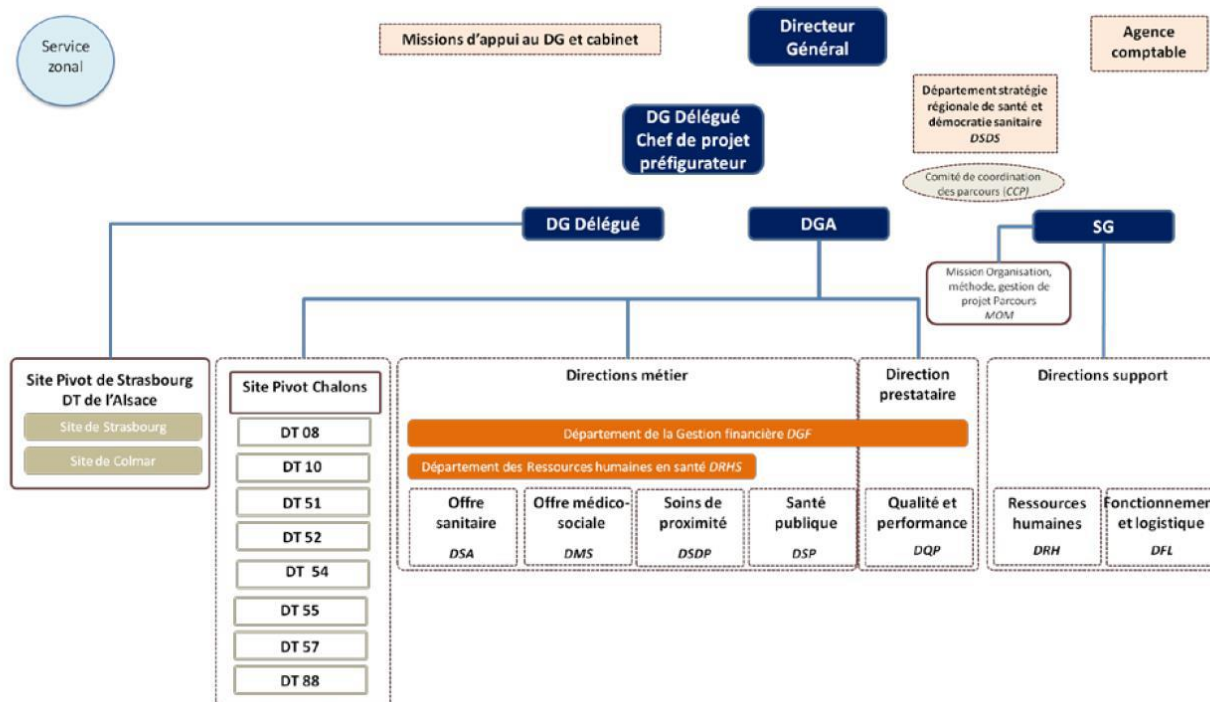 Service
zonal
Missions d'appui au DG et cabinet
Directeur
Général
Agence
comptable
Département stratégie
régionale de santé et
démocratie sanitaire
DSDS
DG Délégué
Chef de projet
préfigurateur
Comité de coordination
des parcours (CCP)
DG Délégué
DGA
SG
Mission Organisation,
méthode, gestion de
projet Parcours
MOM
Site Pivot de Strasbourg
DT de l'Alsace
Site de Strasbourg
Site de Colmar
Site Pivot Chalons
DT 08
DT 10
DT 51
DT 52
DT 54
DT 55
DT 57
DT 88
Directions métier
Direction
prestataire
Directions support
Département de la Gestion financière DGF
Département des Ressources humaines en santé DRHS
Offre
sanitaire
DSA
Offre médico-
sociale
DMS
Soins de
proximité
DSDP
Santé
publique
DSP
Qualité et
performance
DQP
Ressources
humaines
DRH
Fonctionnement
et logistique
DFL